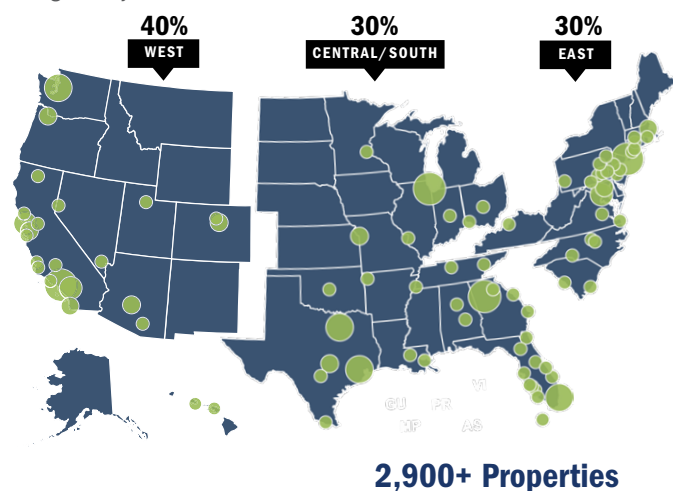 40% 30% 30%
WEST CENTRAL/SOUTH EAST
VI
GU PR
MP AS
2,900+ Properties